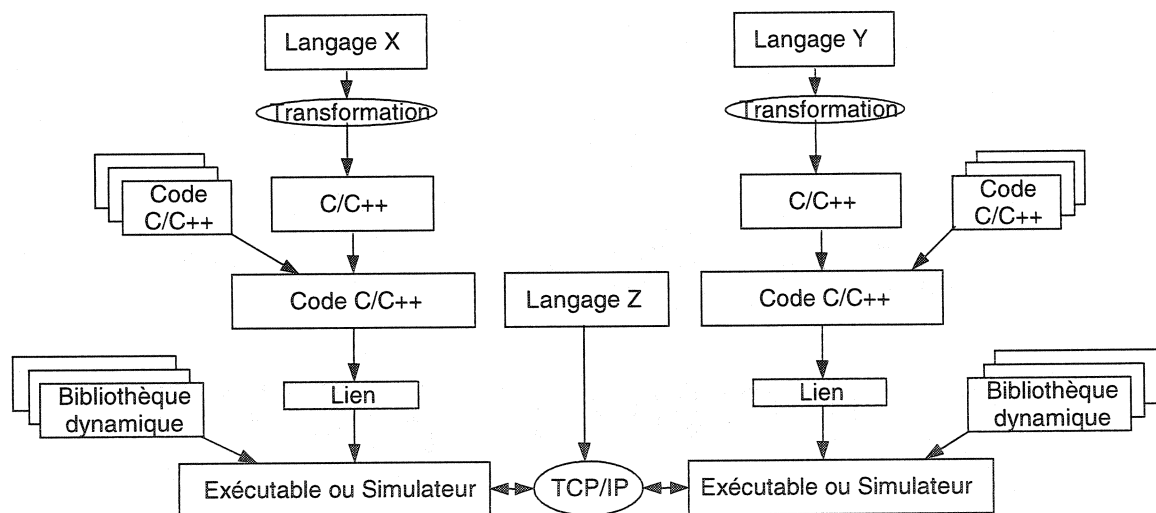 Langage X
Langage Y
Transformation
Transformation
Code
C/C++
C/C++
C/C++
Code
C/C++
Code C/C++
Langage Z
Code C/C++
Bibliothèque
dynamique
Lien
Lien
Bibliothèque
dynamique
Exécutable ou Simulateur
TCP/IP
Exécutable ou Simulateur